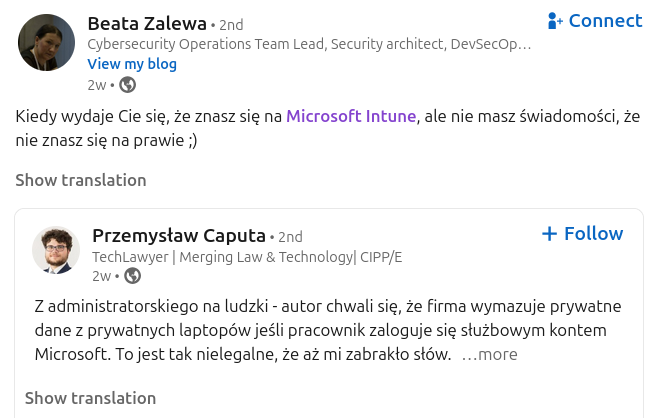 Beata Zalewa • 2nd
Connect
Cybersecurity Operations Team Lead, Security architect, DevSecOp...
View my blog
2w •
Kiedy wydaje Cie się, że znasz się na Microsoft Intune, ale nie masz świadomości, że
nie znasz się na prawie ;)
Show translation
Przemysław Caputa • 2nd
+ Follow
TechLawyer | Merging Law & Technology| CIPP/E
2w •
Z administratorskiego na ludzki - autor chwali się, że firma wymazuje prywatne
dane z prywatnych laptopów jeśli pracownik zaloguje się służbowym kontem
Microsoft. To jest tak nielegalne, że aż mi zabrakło słów. ...more
Show translation